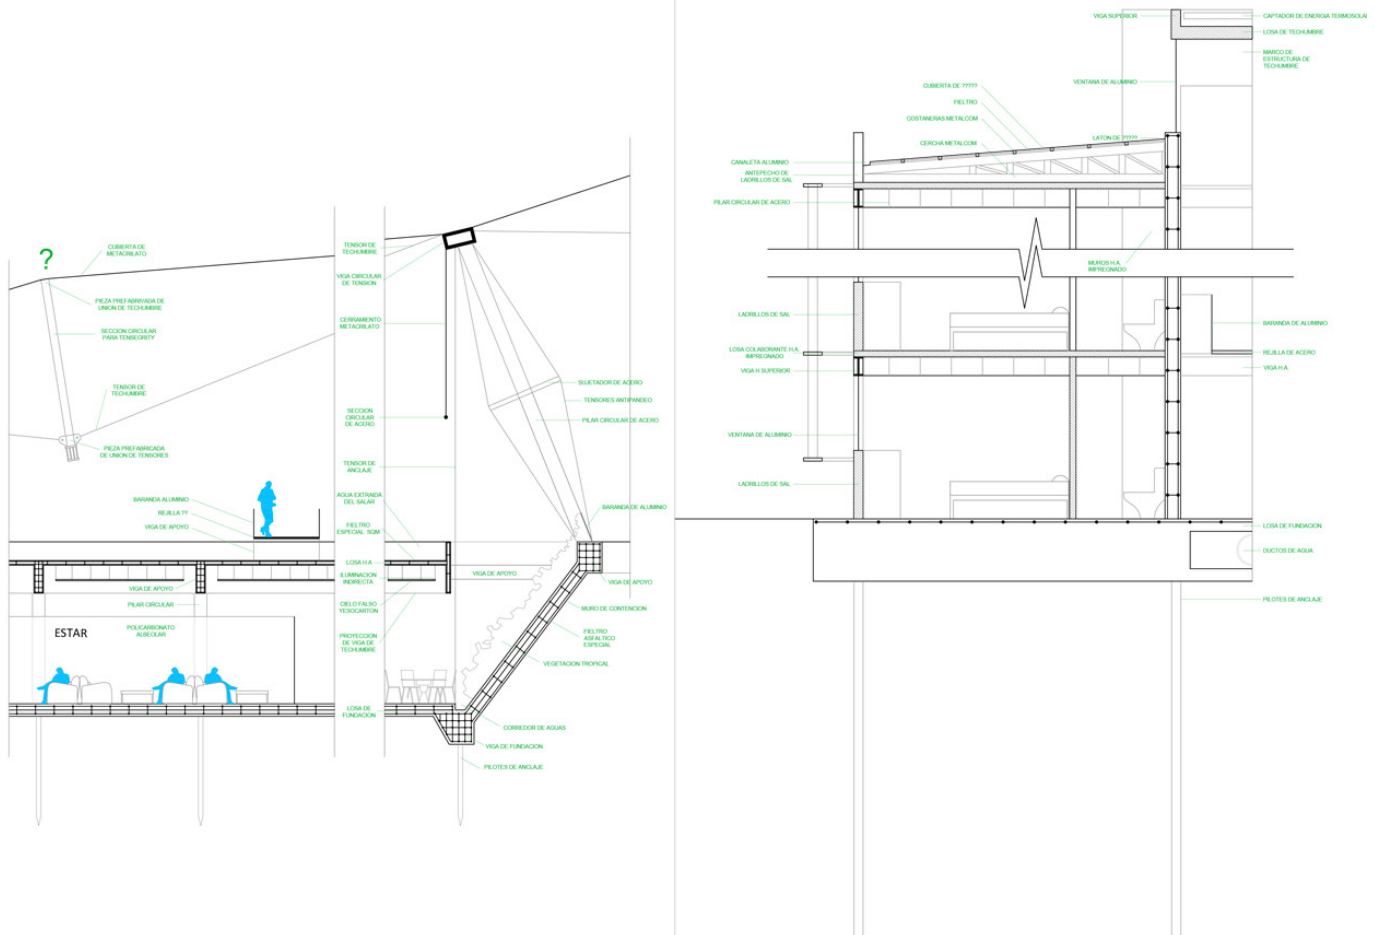 ?
CUBIERTA DE
METACRILATO
PIEZA PREFABRIVADA DE
UNION DE TECHUMBRE
SECCION CIRCULAR
PARA TENSEGRITY
TENSOR DE
TECHUMBRE
PIEZA PREFABRICADA
DE UNION DE TENSORES
BARANDA ALUMINIO
REJILLA ??
VIGA DE APOYO
VIGA DE APOYO
PILAR CIRCULAR
ESTAR
POLICARBONATO
ALBEOLAR
TENSOR DE
TECHUMBRE
VIGA CIIRCULAR
DE TENSION
CERRAMIENTO
METACRILATO
SECCION
CIRCULAR
DE ACERO
TENSOR DE
ANCLAJE
AGUA EXTRAIDA
DEL SALAR
FIELTRO
ESPECIAL SQM
LOSA H.A
ILUMINACION
INDIRECTA
CIELO FALSO
YESOCARTON
PROYECCION
DE VIGA DE
TECHUMBRE
LOSA DE
FUNDACION
SUJETADOR DE ACERO
TENSORES ANTIPANDEO
PILAR CIRCULAR DE ACERO
BARANDA DE ALUMINIO
VIGA DE APOYO
VIGA DE APOYO
MURO DE CONTENCION
FIELTRO
ASFALTICO
ESPECIAL
VEGETACION TROPICAL
CORREDOR DE AGUAS
VIGA DE FUNDACION
PILOTES DE ANCLAJE
VIGA SUPERIOR
CAPTADOR DE ENERGIA TERMOSOLAI
LOSA DE TECHUMBRE
MARCO DE
ESTRUCTURA DE
TECHUMBRE
VENTANA DE ALUMINIO
CUBIERTA DE ?????
FIELTRO
COSTANERAS METALCOM
CERCHA METALCOM
LATON DE ?????
CANALETA ALUMINIO
ANTEPECHO DE
LADRILLOS DE SAL
PILAR CIRCULAR DE ACERO
MUROS H.A.
IMPREGNADO
LADRILLOS DE SAL
BARANDA DE ALUMINIO
LOSA COLABORANTE H.A.
IMPREGNADO
REJILLA DE ACERO
VIGA H SUPERIOR
VIGA H.A.
VENTANA DE ALUMINIO
LADRILLOS DE SAL
LOSA DE FUNDACION
DUCTOS DE AGUA
PILOTES DE ANCLAJE